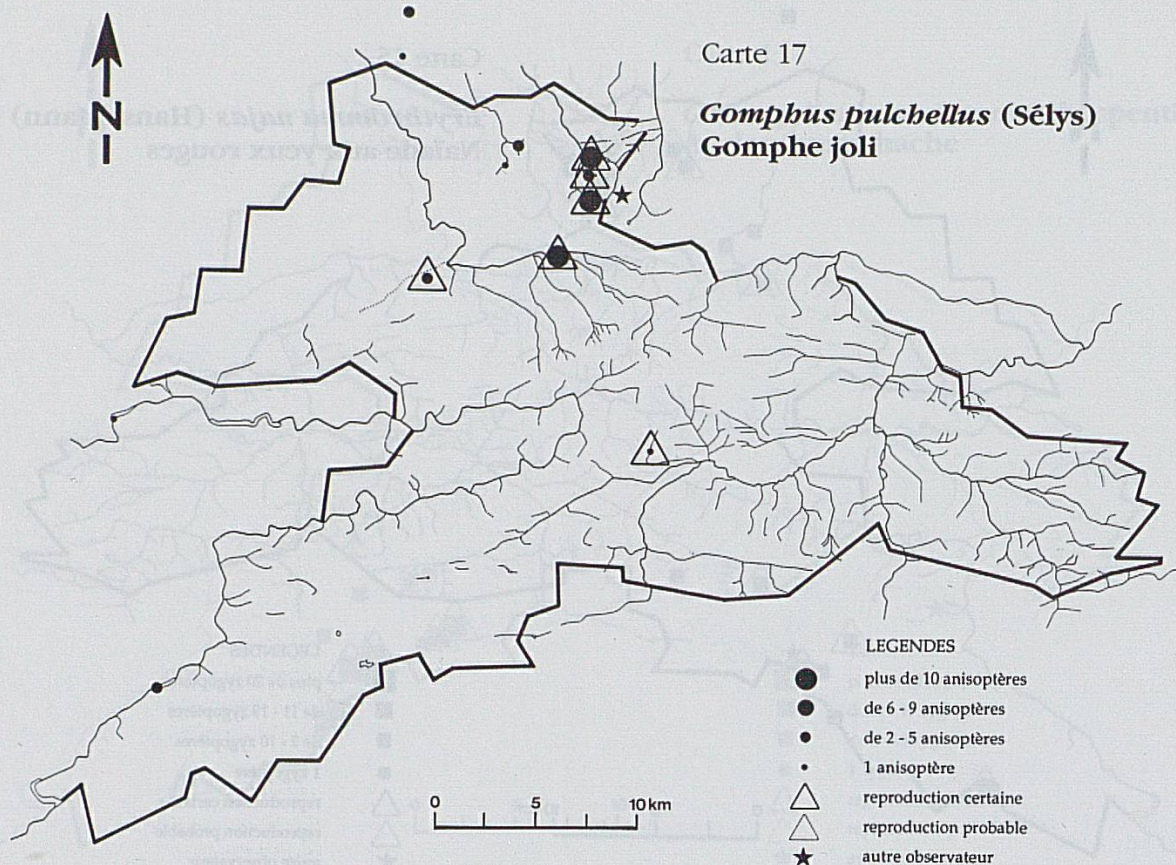 N
Carte 17
Gomphus pulchellus (Sélys)
Gomphe joli
LEGENDES
plus de 10 anisoptères
de 6 - 9 anisoptères
de 2 - 5 anisoptères
1 anisoptère
reproduction certaine
reproduction probable
autre observateur
0 5 10 km